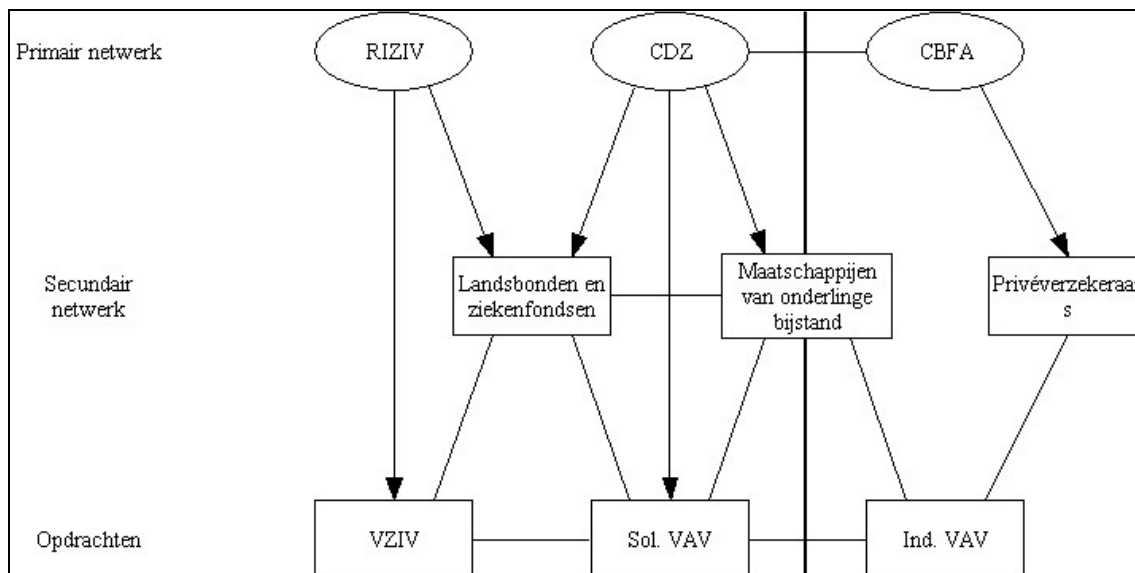 Primair netwerk
RIZIV
CDZ
CBFA
Secundair
netwerk
Landsbonden en
ziekenfondsen
Maatschappijen
van onderlinge
bijstand
Privéverzekeraar
s
Opdrachten
VZIV
Sol. VAV
Ind. VAV